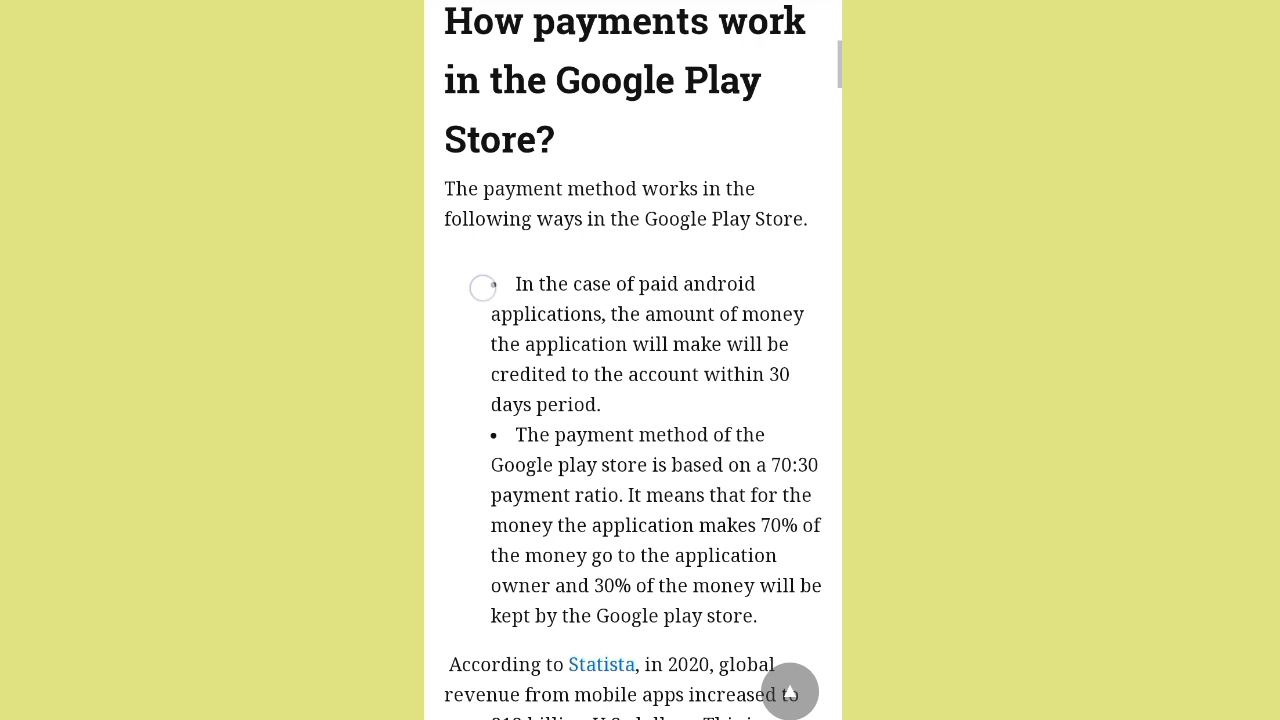 How payments work
in the Google Play
Store?
The payment method works in the
following ways in the Google Play Store.
• In the case of paid android
applications, the amount of money
the application will make will be
credited to the account within 30
days period.
• The payment method of the
Google play store is based on a 70:30
payment ratio. It means that for the
money the application makes 70% of
the money go to the application
owner and 30% of the money will be
kept by the Google play store.
According to Statista, in 2020, global
revenue from mobile apps increased to